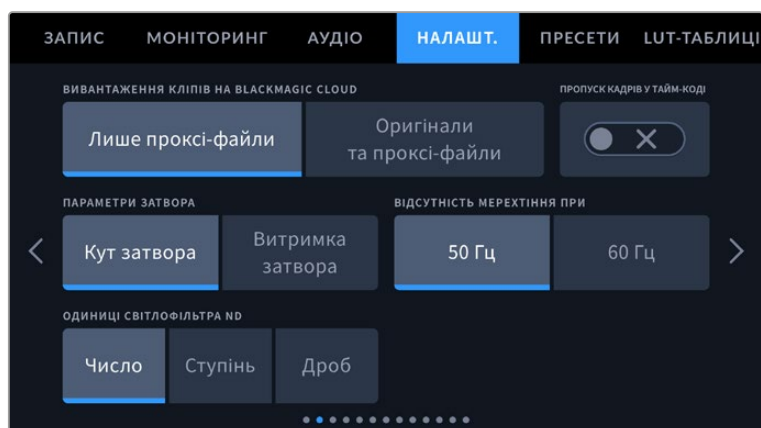 ЗАПИС МОНІТОРИНГ АУДІО НАЛАШТ. ПРЕСЕТИ LUT-ТАБЛИЦІ
ВИВАНТАЖЕННЯ КЛІПІВ НА BLACKMAGIC CLOUD
ПРОПУСК КАДРІВ У ТАЙМ-КОДІ
Лише проксі-файли
Оригінали
та проксі-файли
ПАРАМЕТРИ ЗАТВОРА
ВІДСУТНІСТЬ МЕРЕХТІННЯ ПРИ
Кут затвора
Витримка
затвора
50 Гц
60 Гц
ОДИНИЦІ СВІТЛОФІЛЬТРА ND
Число
Ступінь
Дроб